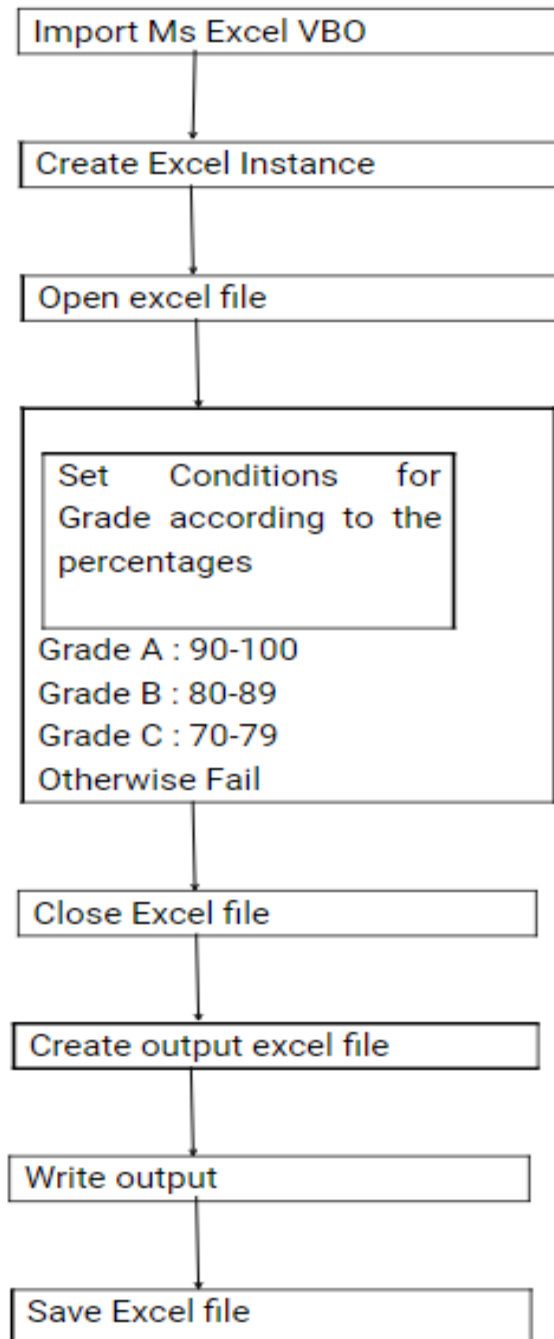 Import Ms Excel VBO
Create Excel Instance
Open excel file
Set Conditions for
Grade according to the
percentages
Grade A : 90-100
Grade B : 80-89
Grade C : 70-79
Otherwise Fail
Close Excel file
Create output excel file
Write output
Save Excel file